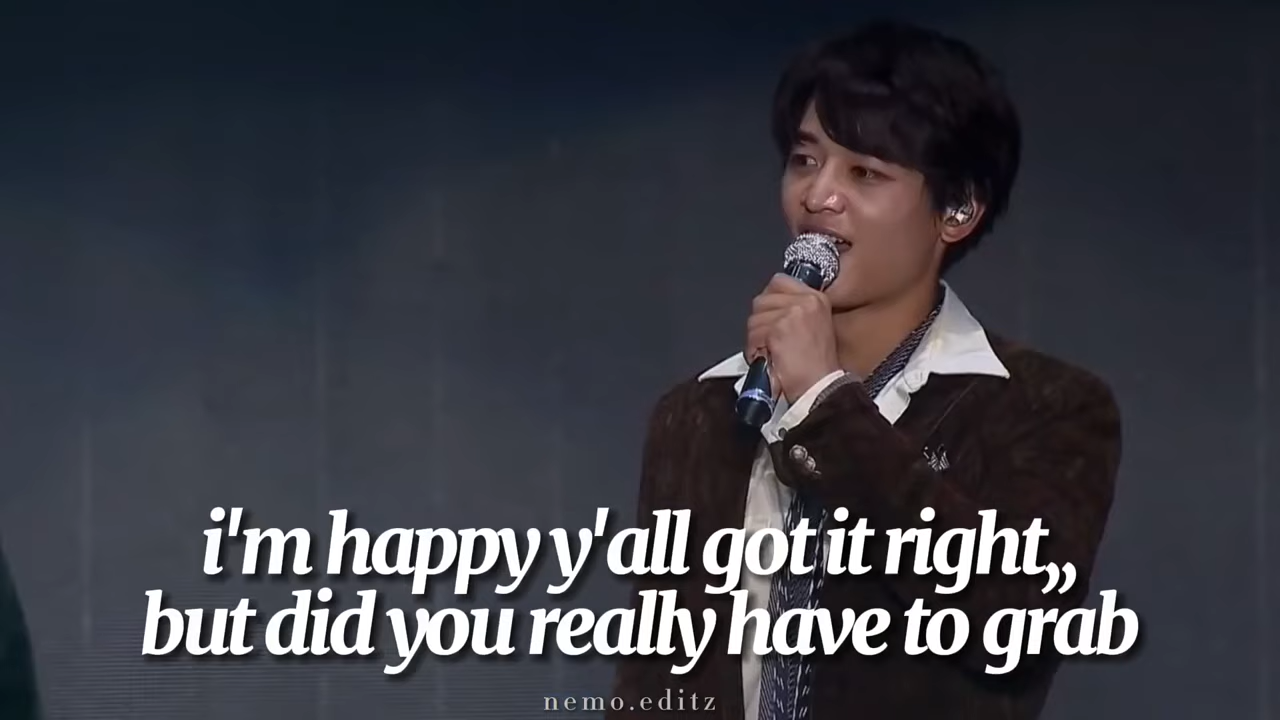 i'm happy y'all got it right,,
but did you really have to grab
nemo.editz